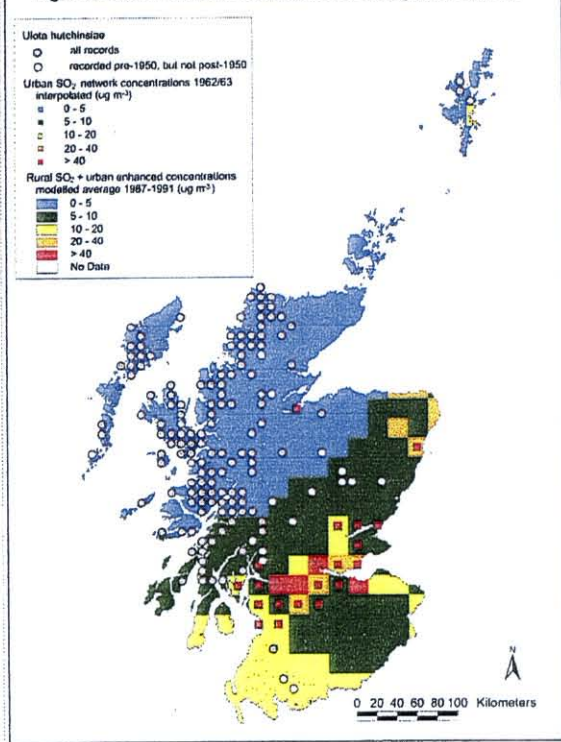 Ulota hutchinsiae
all records
recorded pre-1950, but not post-1950
Urban SO₂ network concentrations 1962/63
interpolated (ug m⁻³)
0 - 5
5 - 10
10 - 20
20 - 40
> 40
Rural SO₂ + urban enhanced concentrations
modelled average 1987-1991 (ug m⁻³)
0 - 5
5 - 10
10 - 20
20 - 40
> 40
No Data
N
0 20 40 60 80 100 Kilometers